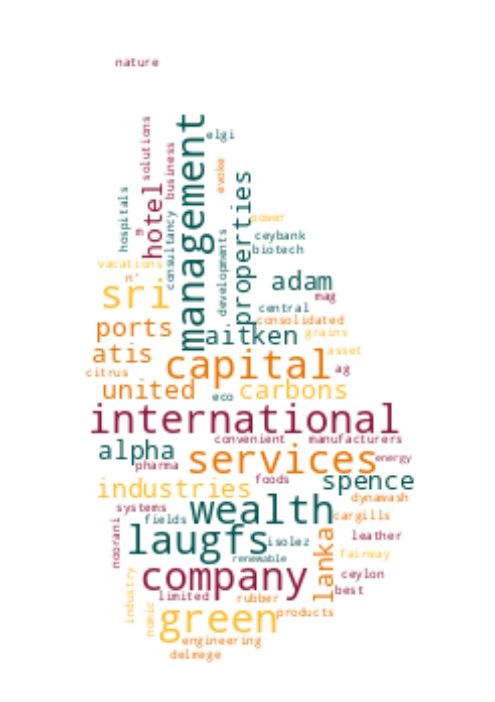 nature
management
elgi
solutions
business
evoke
hotel
properties
hospitals
consultancy
power
ceybank
developments
biotech
vacations
n'
sri
adam
mag
central
ports
consolidated
aitken
grains
atis
capital
asset
citrus
ag
united
eco
carbons
international
convenient
manufacturers
alpha
services
pharma
energy
industries
foods
spence
dynawash
wealth
systems
fields
cargills
noorani
laugfs
isolez
leather
renewable
lanka
fairway
company
ceylon
industry
limited
rubber
best
green
products
engineering
delmege